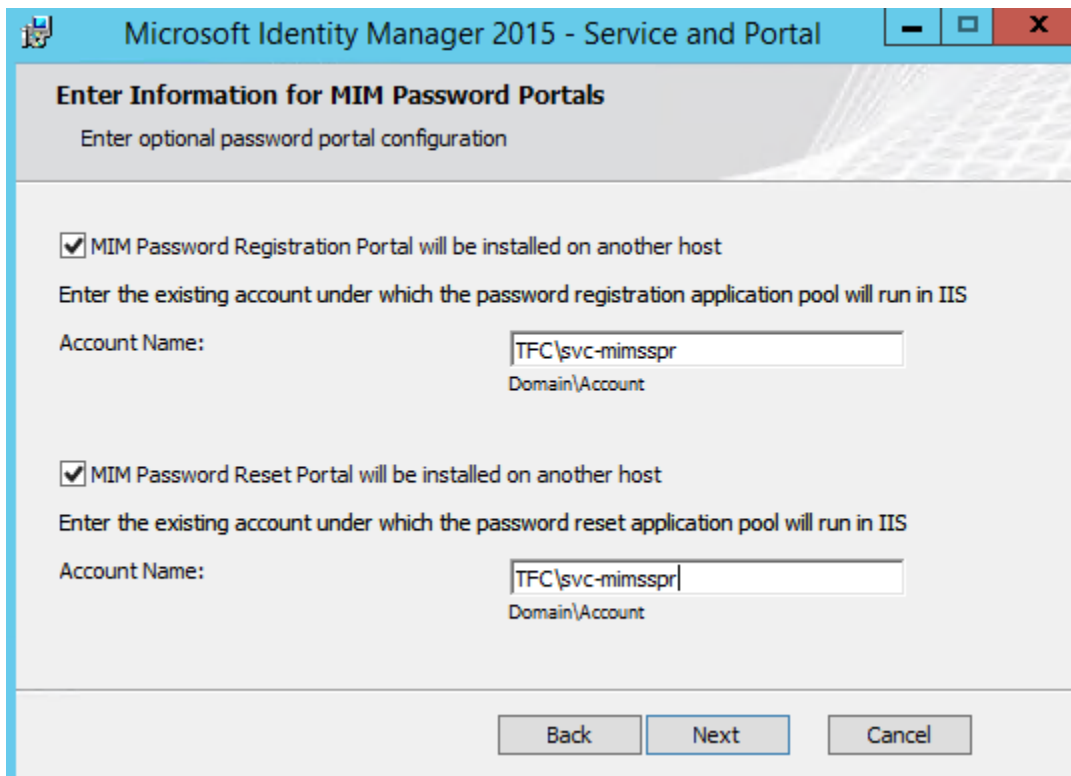 Microsoft Identity Manager 2015 - Service and Portal
Enter Information for MIM Password Portals
Enter optional password portal configuration
MIM Password Registration Portal will be installed on another host
Enter the existing account under which the password registration application pool will run in IIS
Account Name:
TFC\svc-mimsspr
Domain\Account
MIM Password Reset Portal will be installed on another host
Enter the existing account under which the password reset application pool will run in IIS
Account Name:
TFC\svc-mimsspr
Domain\Account
Back Next Cancel